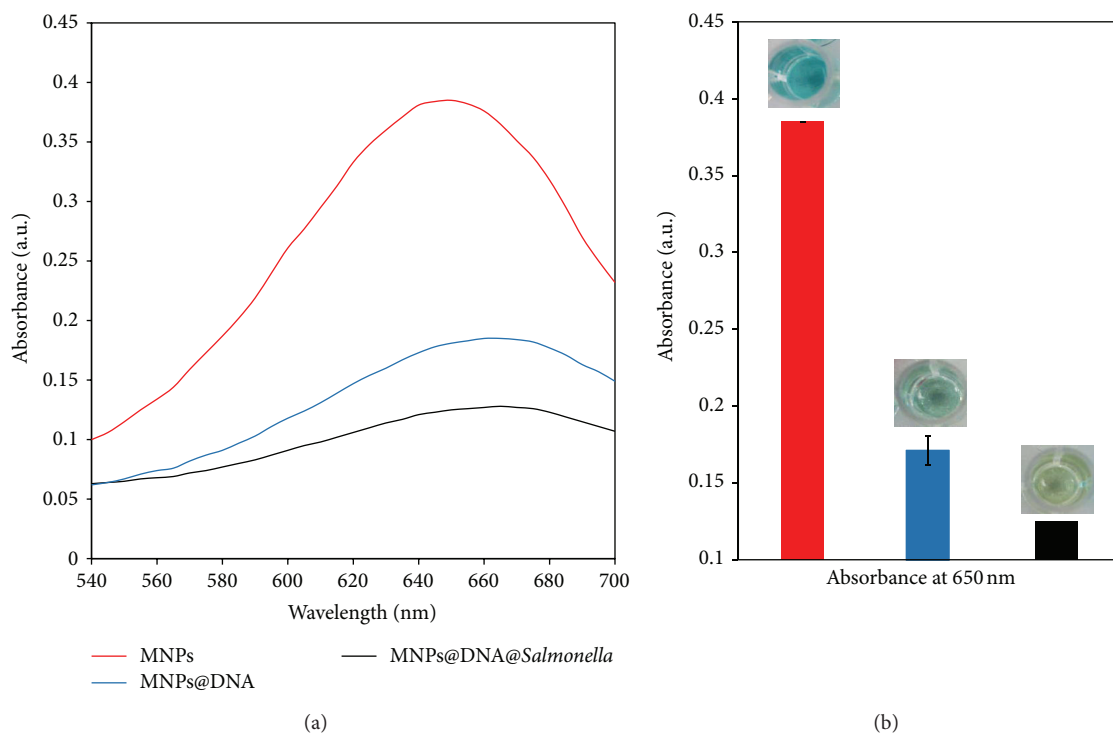 0.45
0.4
0.35
0.3
0.25
0.2
0.15
0.1
0.05
0
Absorbance (a.u.)
540 560 580 600 620 640 660 680 700
Wavelength (nm)
MNPs
MNPs@DNA
MNPs@DNA@Salmonella
(a)
0.45
0.4
0.35
0.3
0.25
0.2
0.15
0.1
Absorbance (a.u.)
Absorbance at 650 nm
(b)